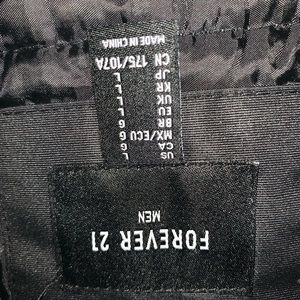 FOREVER 21
MEN
US L
CA G
MX/ECU G
BR G
EU L
UK L
KR L
JP L
CN 175/107A
MADE IN CHINA